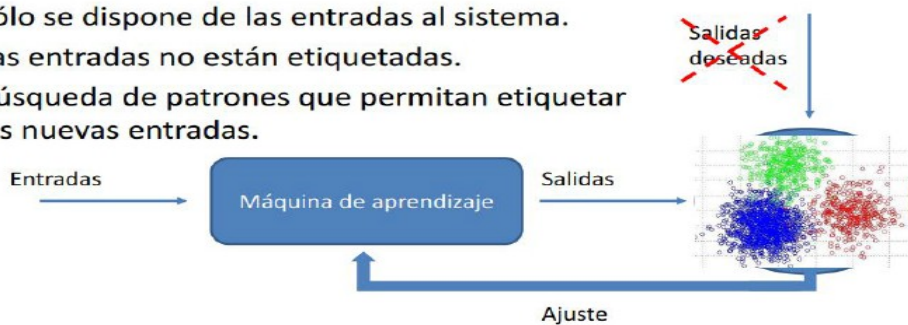 ólo se dispone de las entradas al sistema.
as entradas no están etiquetadas.
úsqueda de patrones que permitan etiquetar
s nuevas entradas.
Salidas
deseadas
Entradas
Máquina de aprendizaje
Salidas
Ajuste